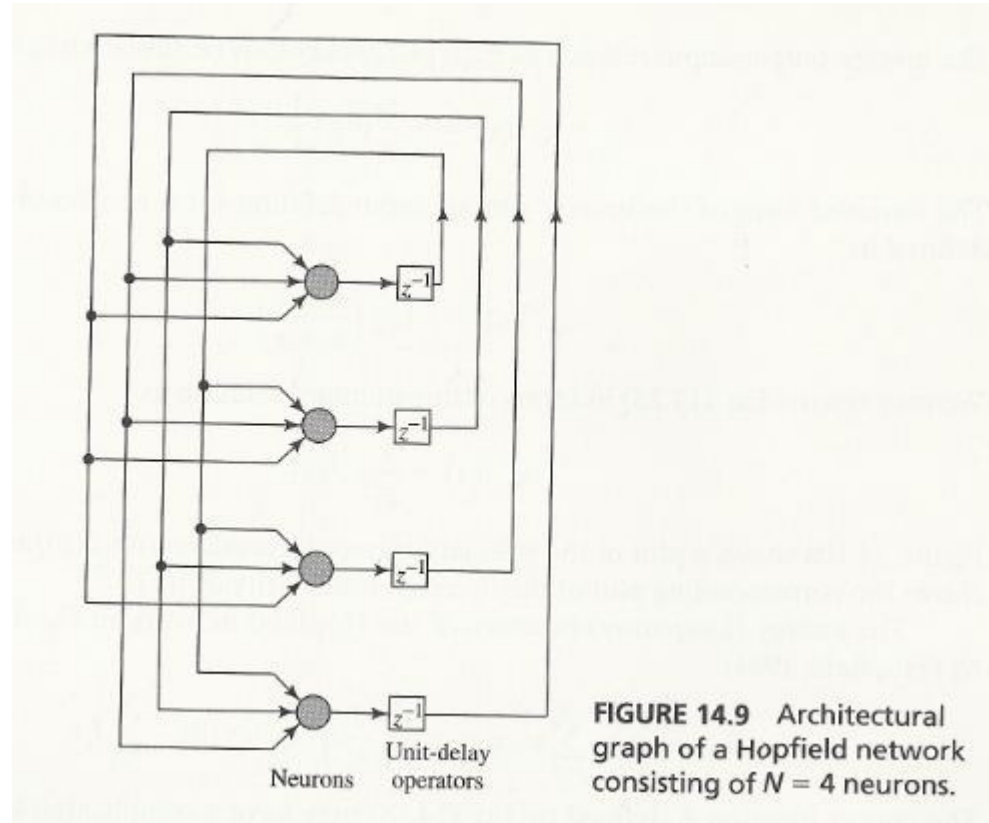 z⁻¹
z⁻¹
z⁻¹
z⁻¹
Neurons
Unit-delay
operators
FIGURE 14.9 Architectural
graph of a Hopfield network
consisting of N = 4 neurons.